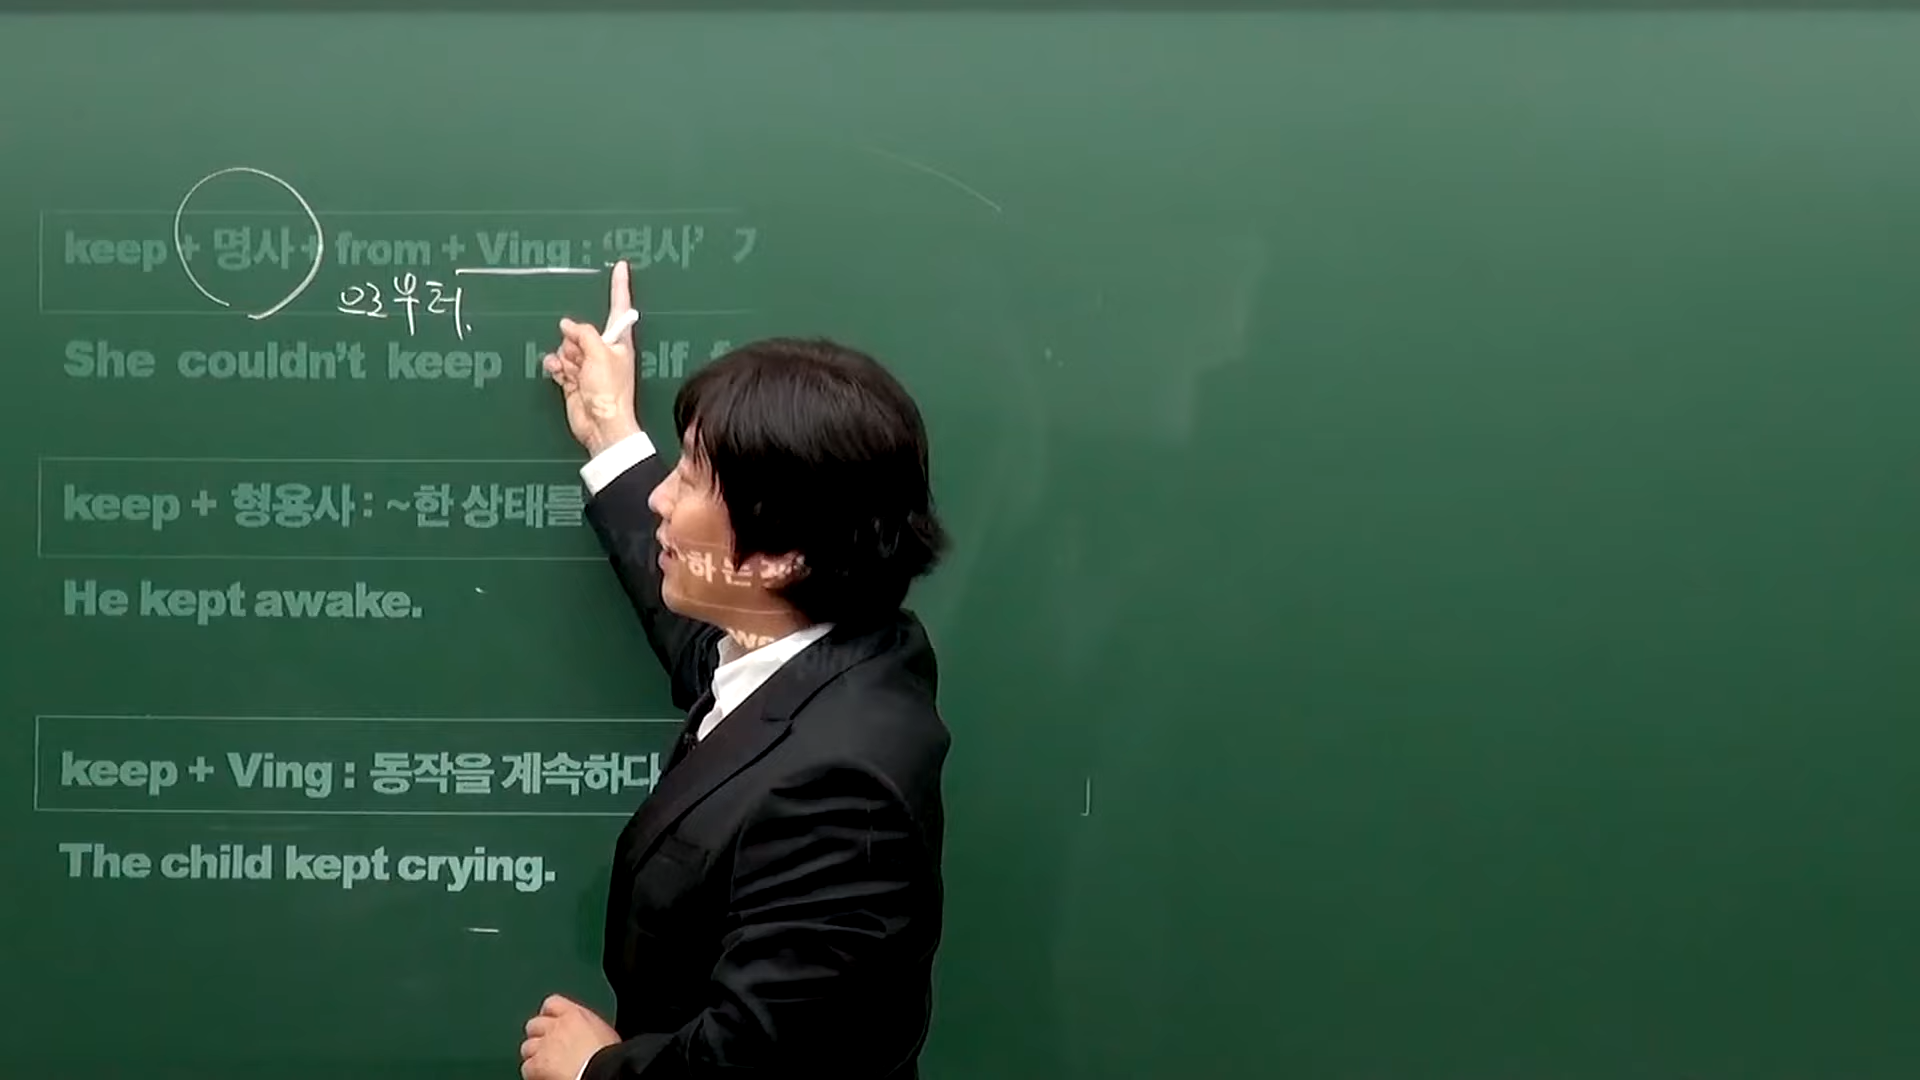 keep + 명사 + from + Ving : ‘명사’
으로부터.
She couldn’t keep
keep + 형용사 : ~한 상태를
He kept awake.
keep + Ving : 동작을 계속하다
The child kept crying.